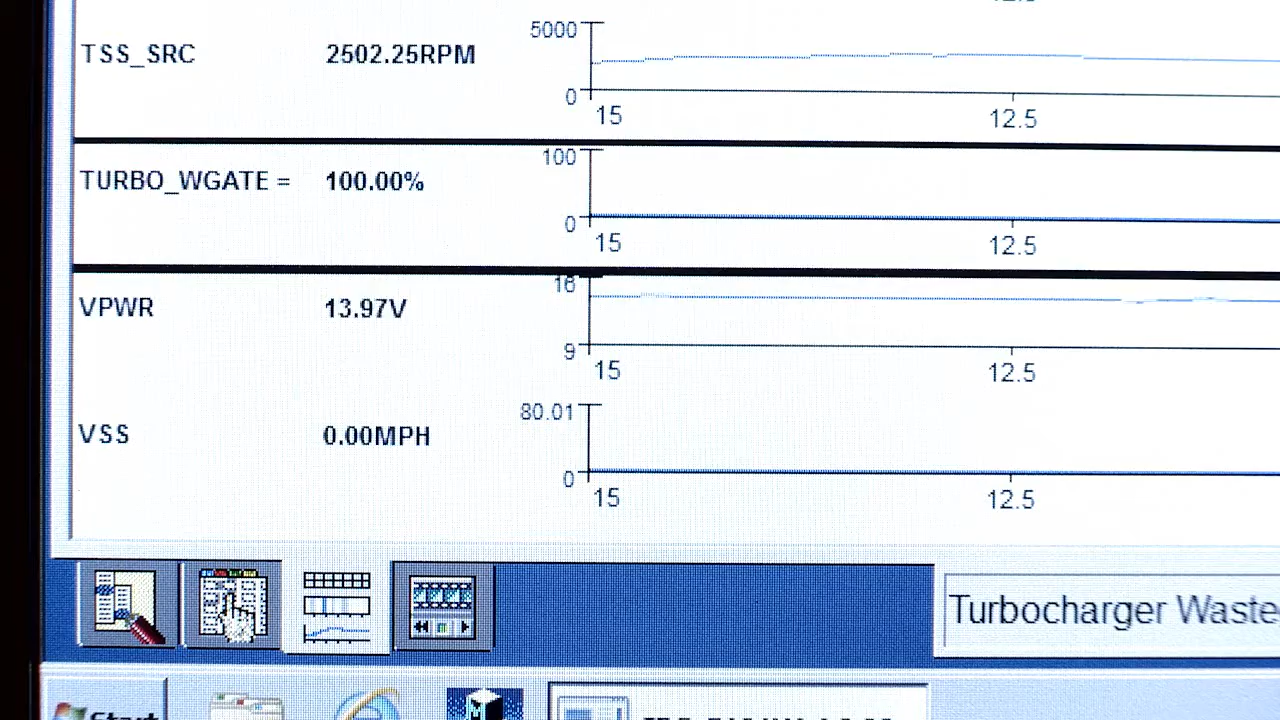 5000
TSS_SRC 2502.25RPM
0
15 12.5
100
TURBO_WGATE = 100.00%
0
15 12.5
VPWR 13.97V
9
15 12.5
80.01
VSS 0.00MPH
0
15 12.5
Turbocharger Waste
Start